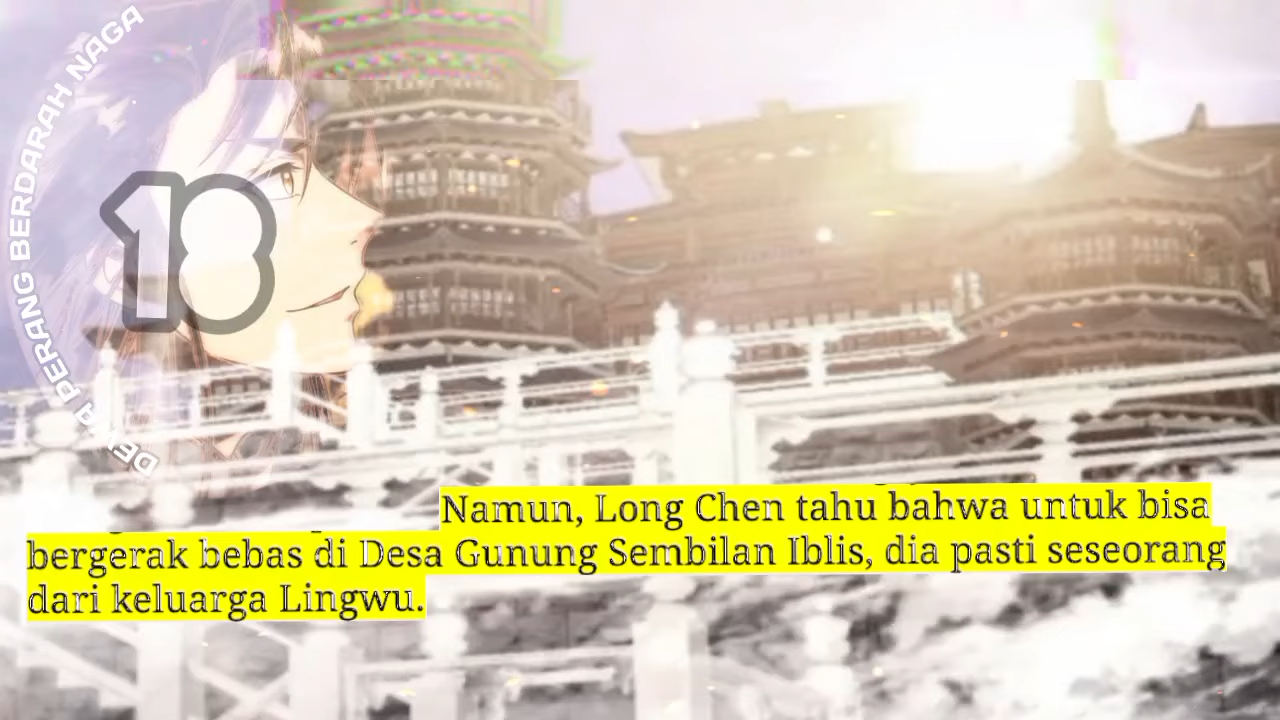 DEWA PERANG BERDARAH NAGA
18
Namun, Long Chen tahu bahwa untuk bisa
bergerak bebas di Desa Gunung Sembilan Iblis, dia pasti seseorang
dari keluarga Lingwu.